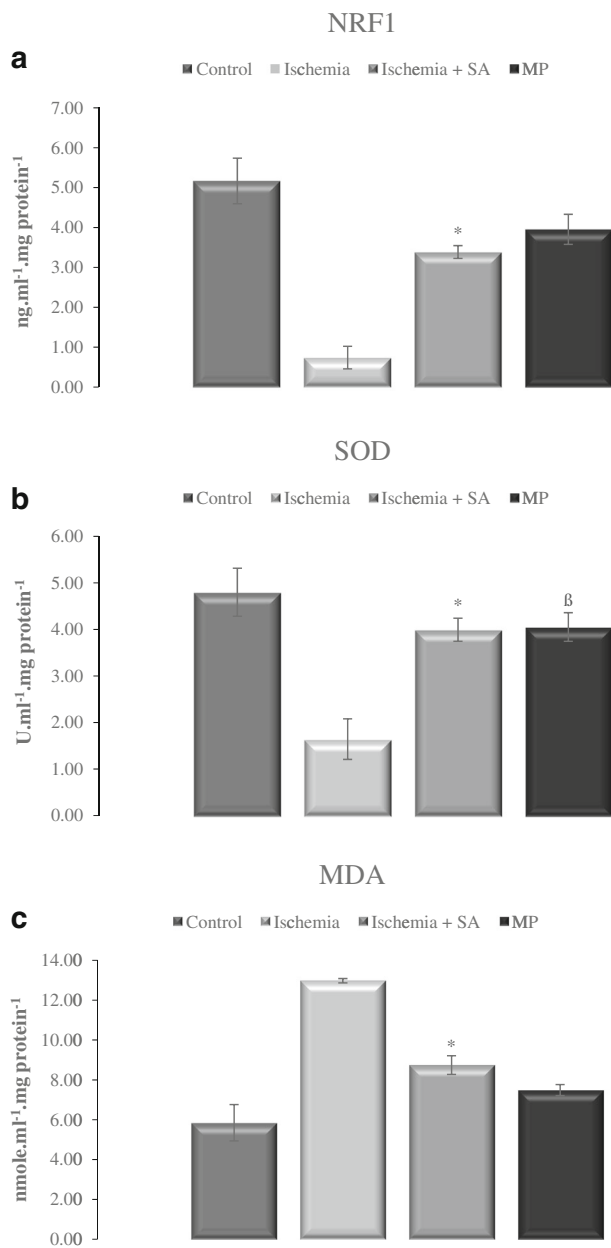 NRF1
a
Control Ischemia Ischemia + SA MP
7.00
6.00
5.00
4.00
3.00
2.00
1.00
0.00
ng.ml⁻¹.mg protein⁻¹
*
SOD
b
Control Ischemia Ischemia + SA MP
6.00
5.00
4.00
3.00
2.00
1.00
0.00
U.ml⁻¹.mg protein⁻¹
*
ß
MDA
c
Control Ischemia Ischemia + SA MP
14.00
12.00
10.00
8.00
6.00
4.00
2.00
0.00
nmole.ml⁻¹.mg protein⁻¹
*